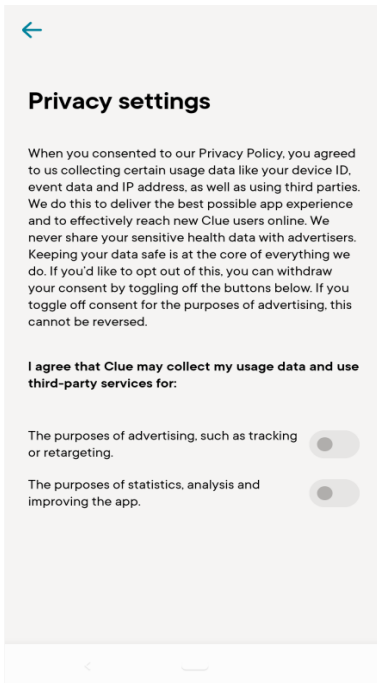 Privacy settings
When you consented to our Privacy Policy, you agreed
to us collecting certain usage data like your device ID,
event data and IP address, as well as using third parties.
We do this to deliver the best possible app experience
and to effectively reach new Clue users online. We
never share your sensitive health data with advertisers.
Keeping your data safe is at the core of everything we
do. If you'd like to opt out of this, you can withdraw
your consent by toggling off the buttons below. If you
toggle off consent for the purposes of advertising, this
cannot be reversed.
I agree that Clue may collect my usage data and use
third-party services for:
The purposes of advertising, such as tracking
or retargeting.
The purposes of statistics, analysis and
improving the app.